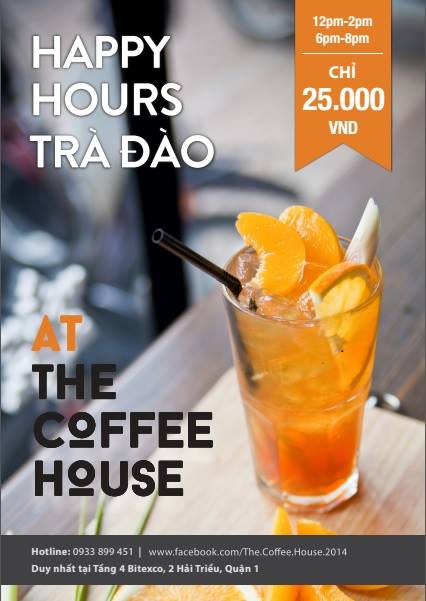 HAPPY
HOURS
TRÀ ĐÀO
12pm-2pm
6pm-8pm
CHỈ
25.000
VND
AT
THE
COFFEE
HOUSE
Hotline: 0933 899 451 | www.facebook.com/The.Coffee.House.2014
Duy nhất tại Tầng 4 Bitexco, 2 Hải Triều, Quận 1